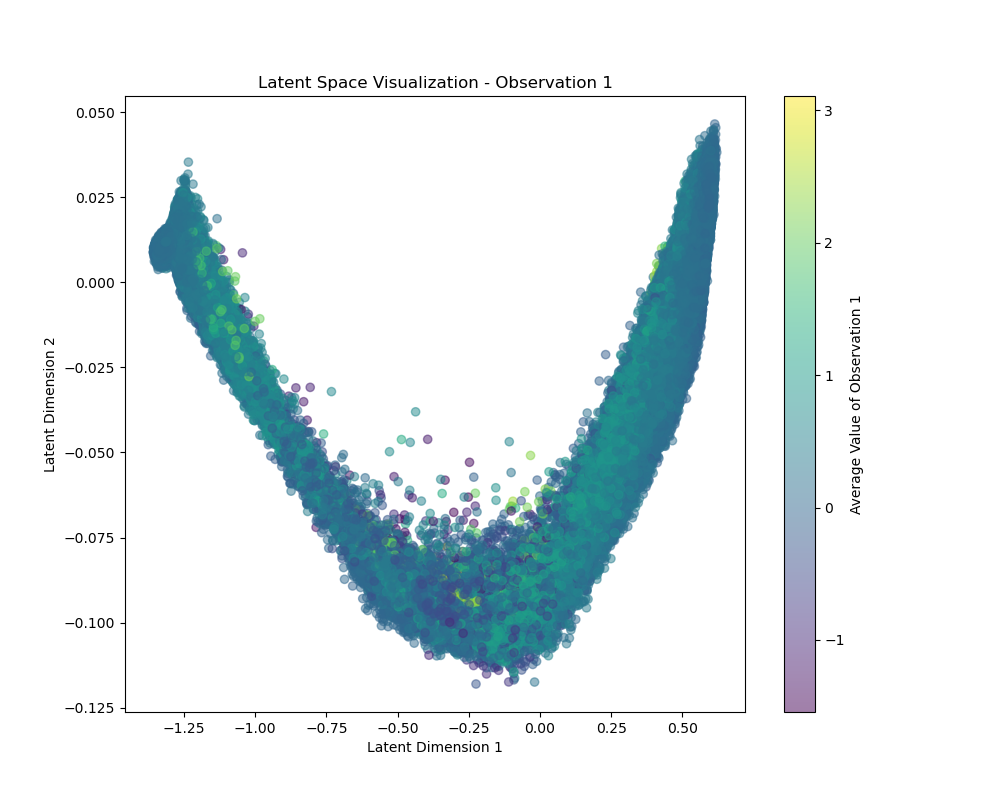 Latent Space Visualization - Observation 1
0.050
0.025
0.000
−0.025
−0.050
−0.075
−0.100
−0.125
Latent Dimension 2
−1.25 −1.00 −0.75 −0.50 −0.25 0.00 0.25 0.50
Latent Dimension 1
3
2
1
0
−1
Average Value of Observation 1